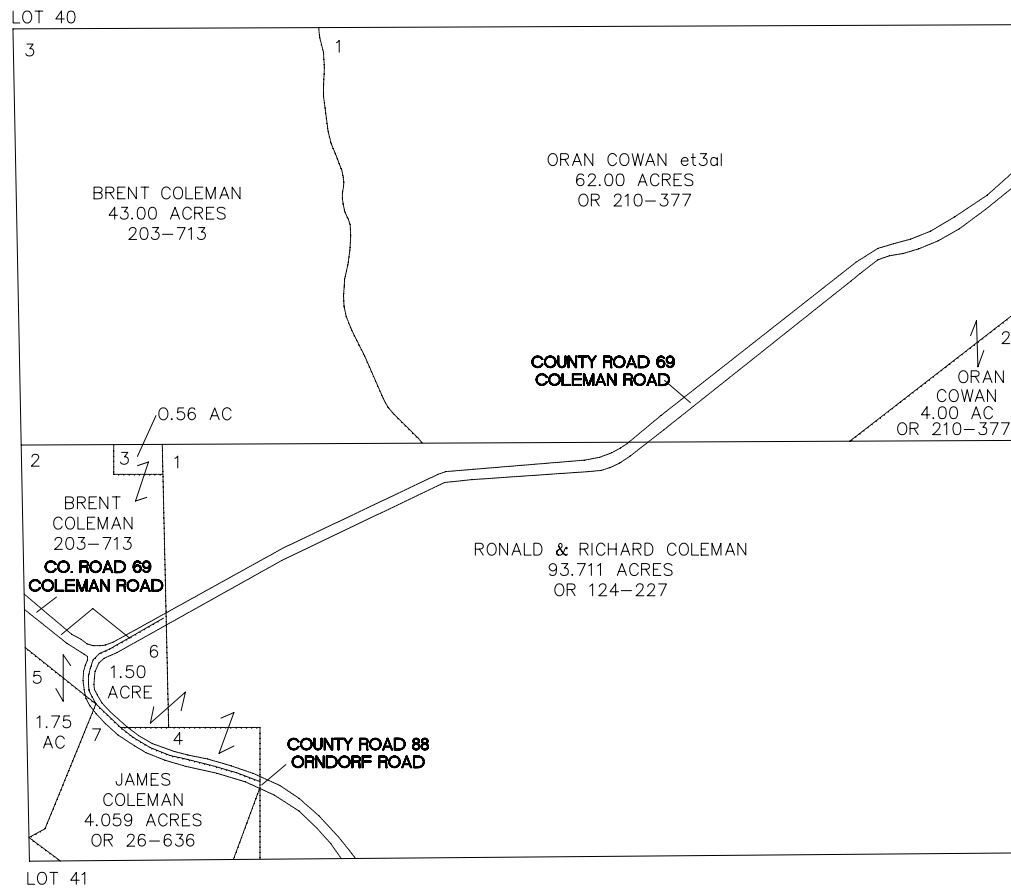 LOT 40
3
1
BRENT COLEMAN
43.00 ACRES
203-713
ORAN COWAN et3al
62.00 ACRES
OR 210-377
COUNTY ROAD 69
COLEMAN ROAD
2
ORAN
COWAN
4.00 AC
OR 210-377
0.56 AC
2
3
1
BRENT
COLEMAN
203-713
CO. ROAD 69
COLEMAN ROAD
RONALD & RICHARD COLEMAN
93.711 ACRES
OR 124-227
6
1.50
ACRE
5
1.75
AC
7
4
COUNTY ROAD 88
ORNDORF ROAD
JAMES
COLEMAN
4.059 ACRES
OR 26-636
LOT 41